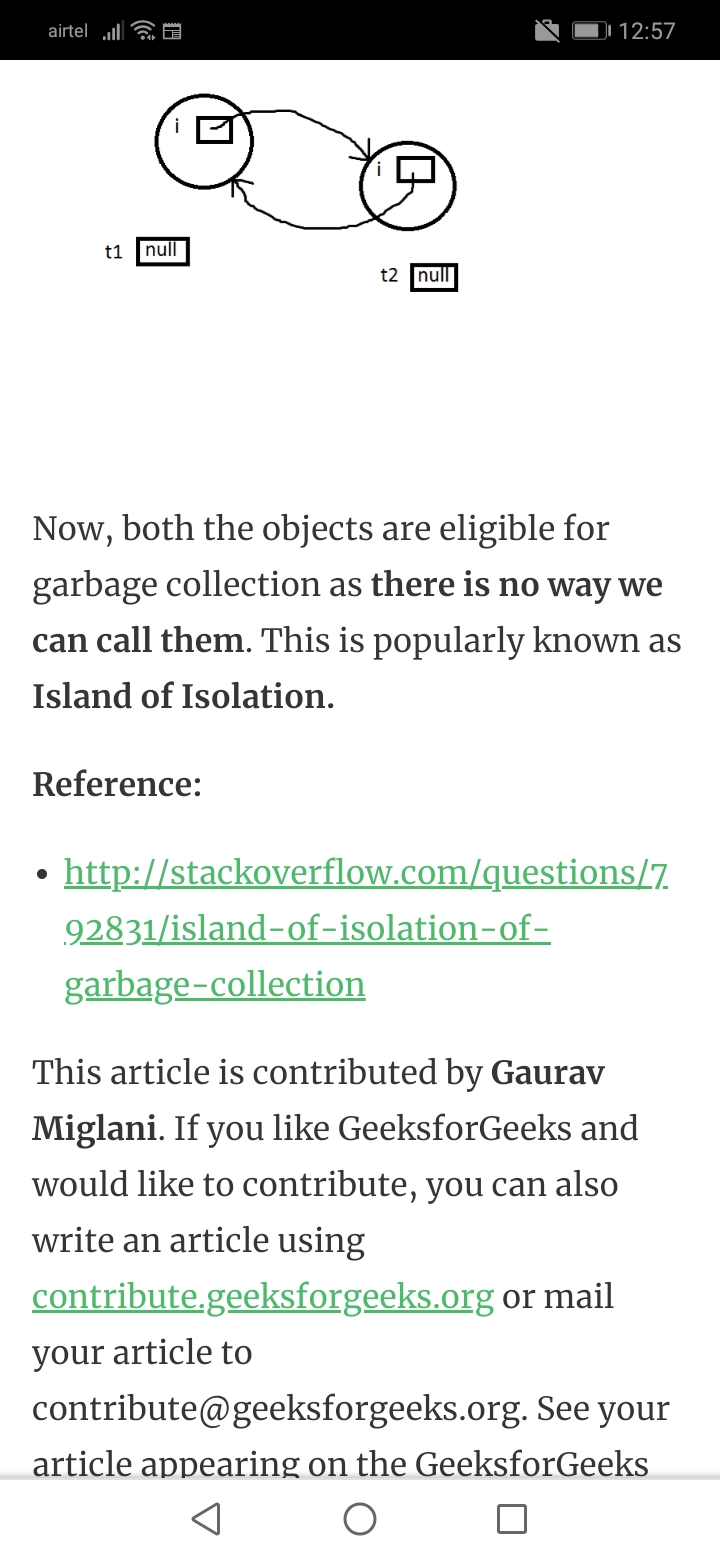 airtel 12:57
i
i
t1 null
t2 null
Now, both the objects are eligible for
garbage collection as there is no way we
can call them. This is popularly known as
Island of Isolation.
Reference:
• http://stackoverflow.com/questions/7
92831/island-of-isolation-of-
garbage-collection
This article is contributed by Gaurav
Miglani. If you like GeeksforGeeks and
would like to contribute, you can also
write an article using
contribute.geeksforgeeks.org or mail
your article to
contribute@geeksforgeeks.org. See your
article appearing on the GeeksforGeeks